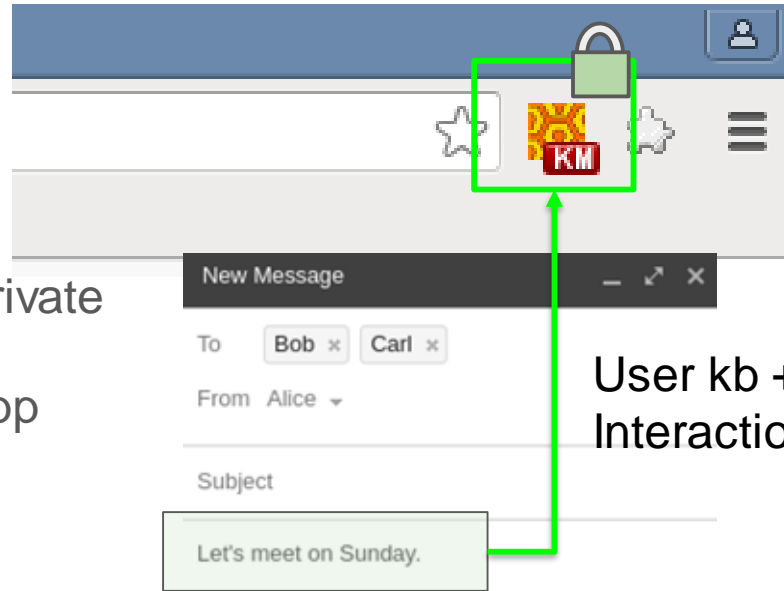 KM
New Message
rivate
To Bob × Carl ×
op
From Alice
User kb +
Interactio
Subject
Let's meet on Sunday.